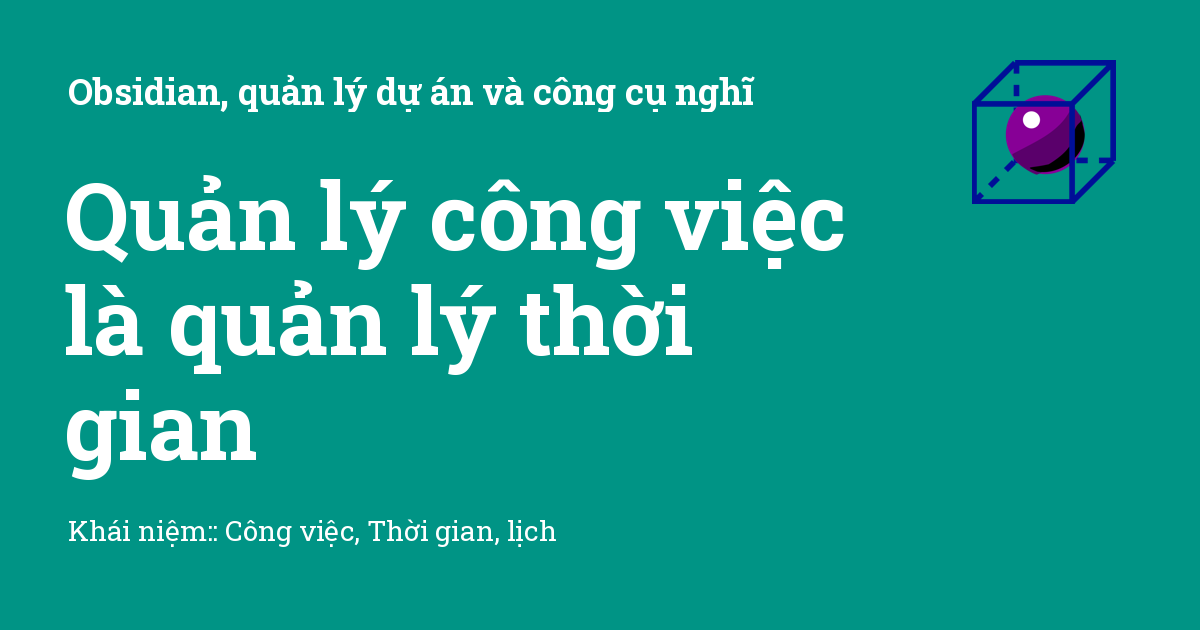 Obsidian, quản lý dự án và công cụ nghĩ
Quản lý công việc
là quản lý thời
gian
Khái niệm:: Công việc, Thời gian, lịch